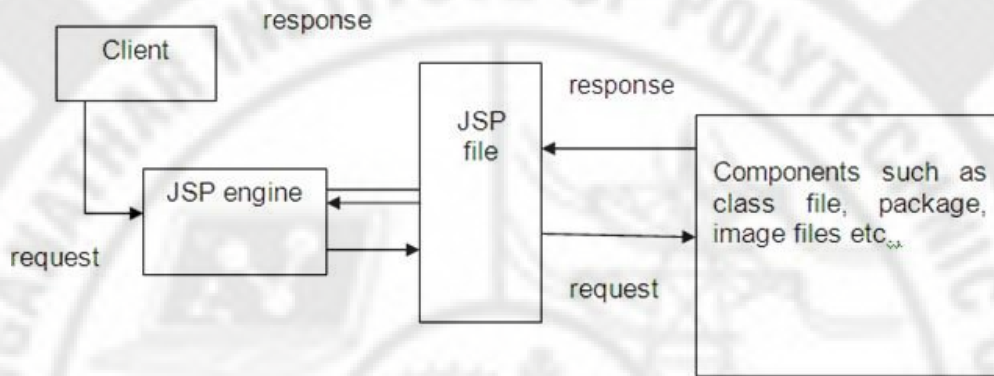 response
Client
response
JSP
file
Components such as
class file, package,
image files etc..
JSP engine
request
request